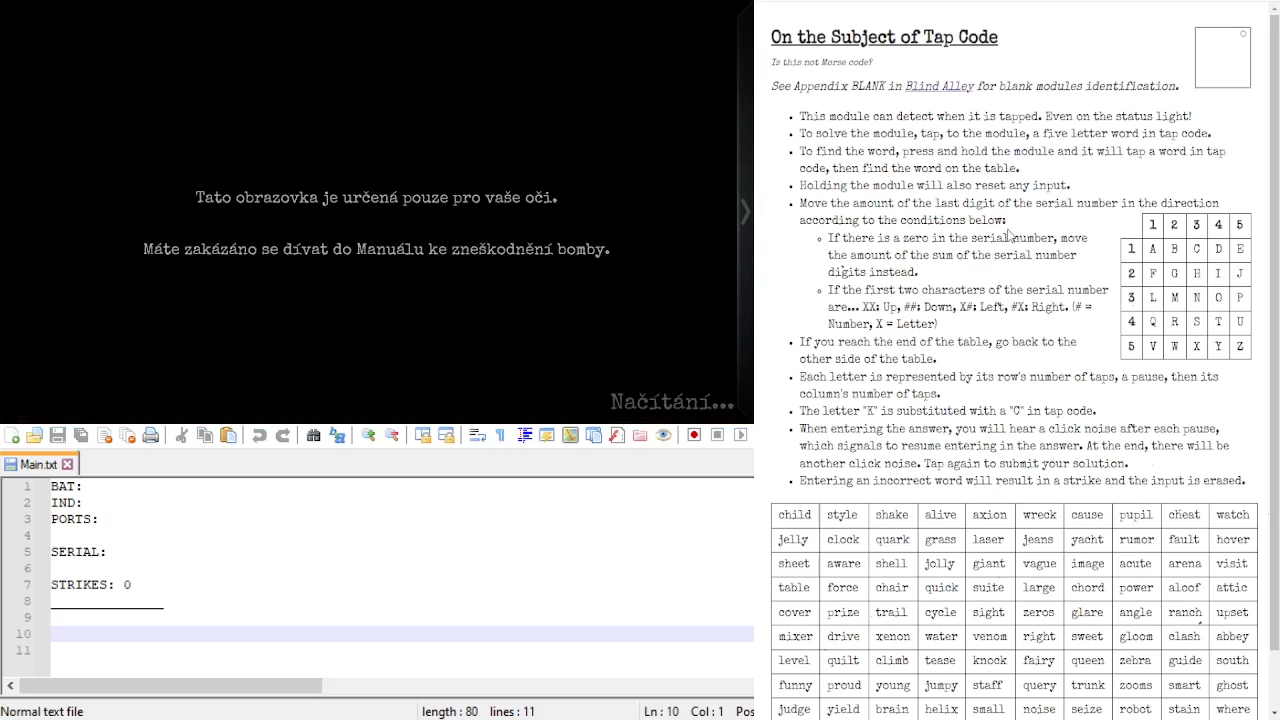 Tato obrazovka je určená pouze pro vaše oči.
Máte zakázáno se dívat do Manuálu ke zneškodnění bomby.
Načítání...
Main.txt
1 BAT:
2 IND:
3 PORTS:
4
5 SERIAL:
6
7 STRIKES: 0
8
9
10
11
Normal text file length : 80 lines : 11 Ln : 10 Col : 1 Pos
On the Subject of Tap Code
Is this not Morse code?
See Appendix BLANK in Blind Alley for blank modules identification.
• This module can detect when it is tapped. Even on the status light!
• To solve the module, tap, to the module, a five letter word in tap code.
• To find the word, press and hold the module and it will tap a word in tap
code, then find the word on the table.
• Holding the module will also reset any input.
• Move the amount of the last digit of the serial number in the direction
according to the conditions below:
◦ If there is a zero in the serial number, move
the amount of the sum of the serial number
digits instead.
◦ If the first two characters of the serial number
are... XX: Up, ##: Down, X#: Left, #X: Right. (# =
Number, X = Letter)
• If you reach the end of the table, go back to the
other side of the table.
1 2 3 4 5
1 A B C D E
2 F G H I J
3 L M N O P
4 Q R S T U
5 V W X Y Z
• Each letter is represented by its row's number of taps, a pause, then its
column's number of taps.
• The letter "K" is substituted with a "C" in tap code.
• When entering the answer, you will hear a click noise after each pause,
which signals to resume entering in the answer. At the end, there will be
another click noise. Tap again to submit your solution.
• Entering an incorrect word will result in a strike and the input is erased.
child style shake alive axion wreck cause pupil cheat watch
jelly clock quark grass laser jeans yacht rumor fault hover
sheet aware shell jolly giant vague image acute arena visit
table force chair quick suite large chord power aloof attic
cover prize trail cycle sight zeros glare angle ranch upset
mixer drive xenon water venom right sweet gloom clash abbey
level quilt climb tease knock fairy queen zebra guide south
funny proud young jumpy staff query trunk zooms smart ghost
judge yield brain helix small noise seize robot stain where